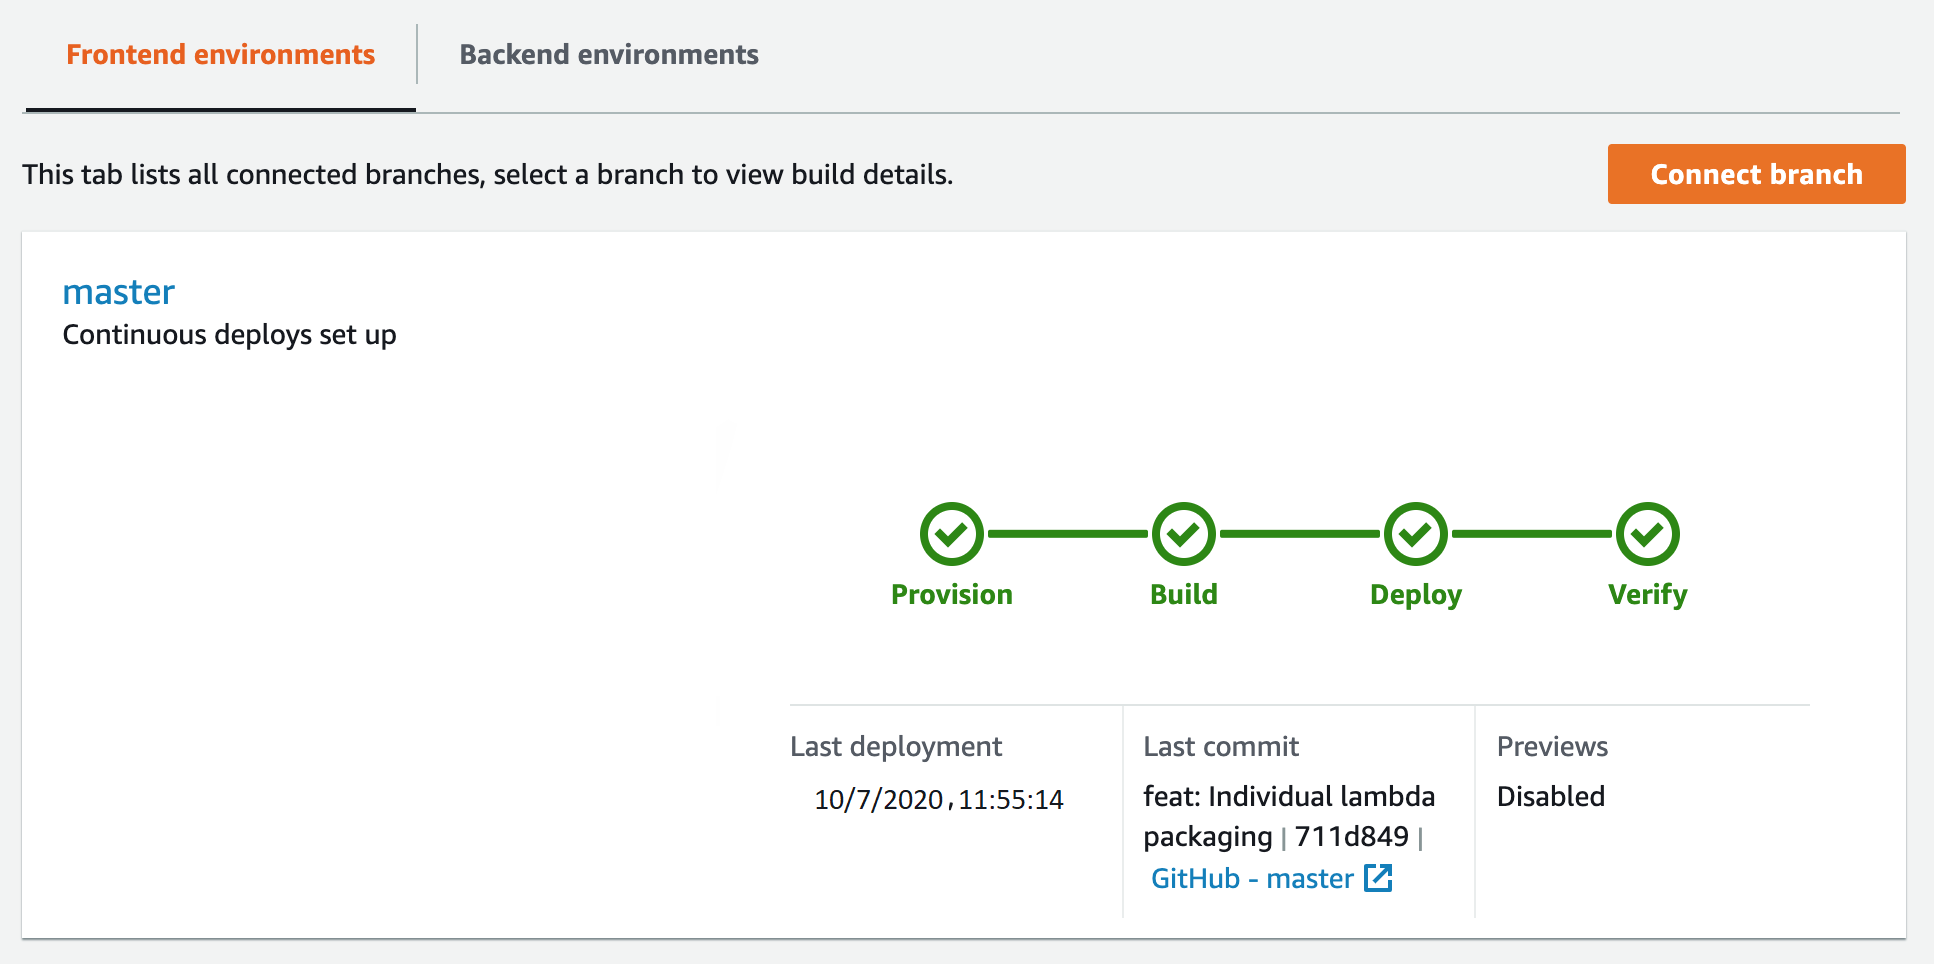 Frontend environments
Backend environments
This tab lists all connected branches, select a branch to view build details.
Connect branch
master
Continuous deploys set up
Provision
Build
Deploy
Verify
Last deployment
10/7/2020, 11:55:14
Last commit
feat: Individual lambda
packaging | 711d849 |
GitHub - master
Previews
Disabled